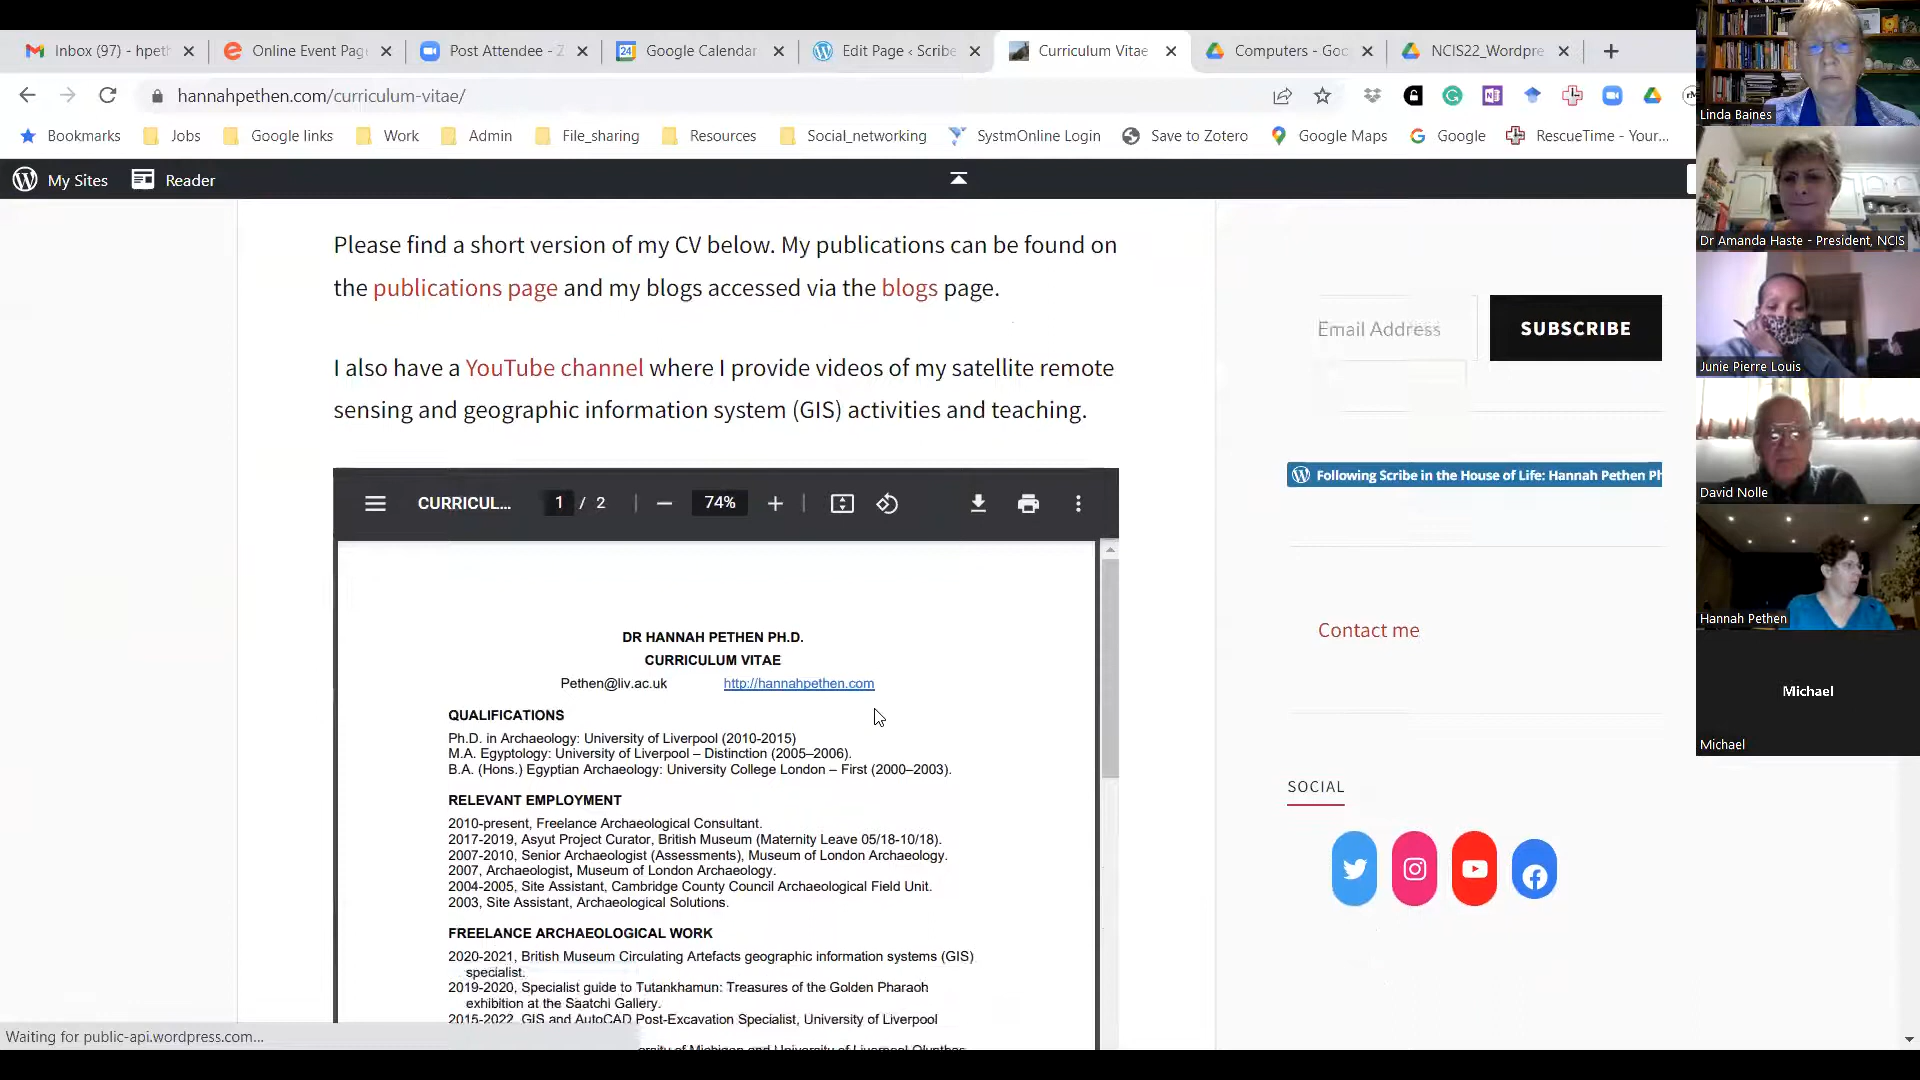 Inbox (97) - hpeth
Online Event Pag
Post Attendee - Z
Google Calendar
Edit Page ‹ Scribe
Curriculum Vitae
Computers - Goo
NCIS22_Wordpre
hannahpethen.com/curriculum-vitae/
Bookmarks
Jobs
Google links
Work
Admin
File_sharing
Resources
Social_networking
SystmOnline Login
Save to Zotero
Google Maps
Google
RescueTime - Your...
My Sites
Reader
Please find a short version of my CV below. My publications can be found on
the publications page and my blogs accessed via the blogs page.
I also have a YouTube channel where I provide videos of my satellite remote
sensing and geographic information system (GIS) activities and teaching.
CURRICUL...
1 / 2
74%
DR HANNAH PETHEN PH.D.
CURRICULUM VITAE
Pethen@liv.ac.uk http://hannahpethen.com
QUALIFICATIONS
Ph.D. in Archaeology: University of Liverpool (2010-2015)
M.A. Egyptology: University of Liverpool – Distinction (2005–2006).
B.A. (Hons.) Egyptian Archaeology: University College London – First (2000–2003).
RELEVANT EMPLOYMENT
2010-present, Freelance Archaeological Consultant.
2017-2019, Asyut Project Curator, British Museum (Maternity Leave 05/18-10/18).
2007-2010, Senior Archaeologist (Assessments), Museum of London Archaeology.
2007, Archaeologist, Museum of London Archaeology.
2004-2005, Site Assistant, Cambridge County Council Archaeological Field Unit.
2003, Site Assistant, Archaeological Solutions.
FREELANCE ARCHAEOLOGICAL WORK
2020-2021, British Museum Circulating Artefacts geographic information systems (GIS)
specialist.
2019-2020, Specialist guide to Tutankhamun: Treasures of the Golden Pharaoh
exhibition at the Saatchi Gallery.
2015-2022, GIS and AutoCAD Post-Excavation Specialist, University of Liverpool
of Michigan and University of Liverpool Olynthos
Waiting for public-api.wordpress.com...
Email Address
SUBSCRIBE
Following Scribe in the House of Life: Hannah Pethen Ph
Contact me
SOCIAL
Linda Baines
Dr Amanda Haste - President, NCIS
Junie Pierre Louis
David Nolle
Hannah Pethen
Michael
Michael